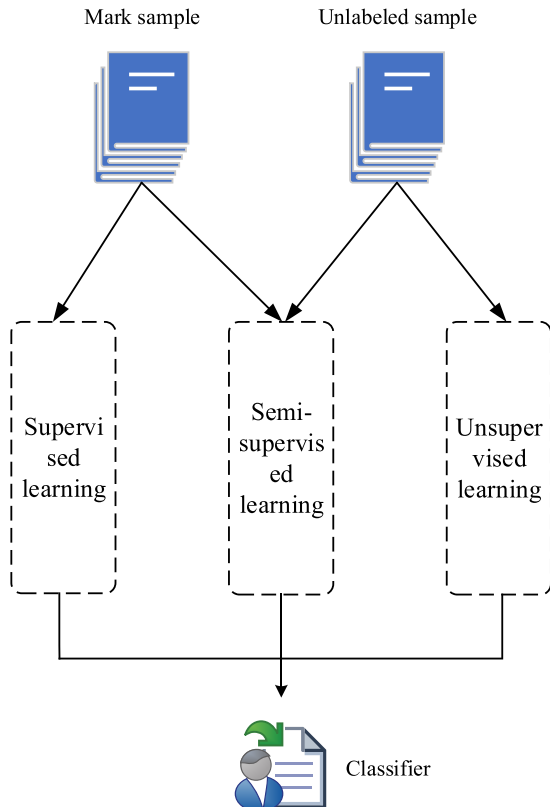 Mark sample
Unlabeled sample
Supervi
sed
learning
Semi-
supervis
ed
learning
Unsuper
vised
learning
Classifier